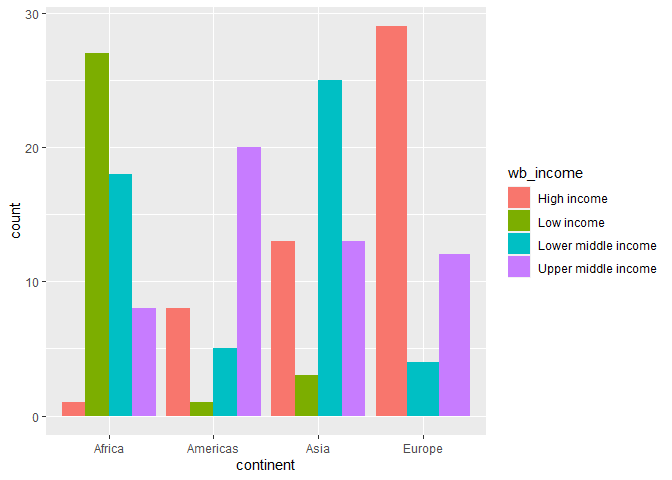 30
20
10
0
count
Africa
Americas
Asia
Europe
continent
wb_income
High income
Low income
Lower middle income
Upper middle income